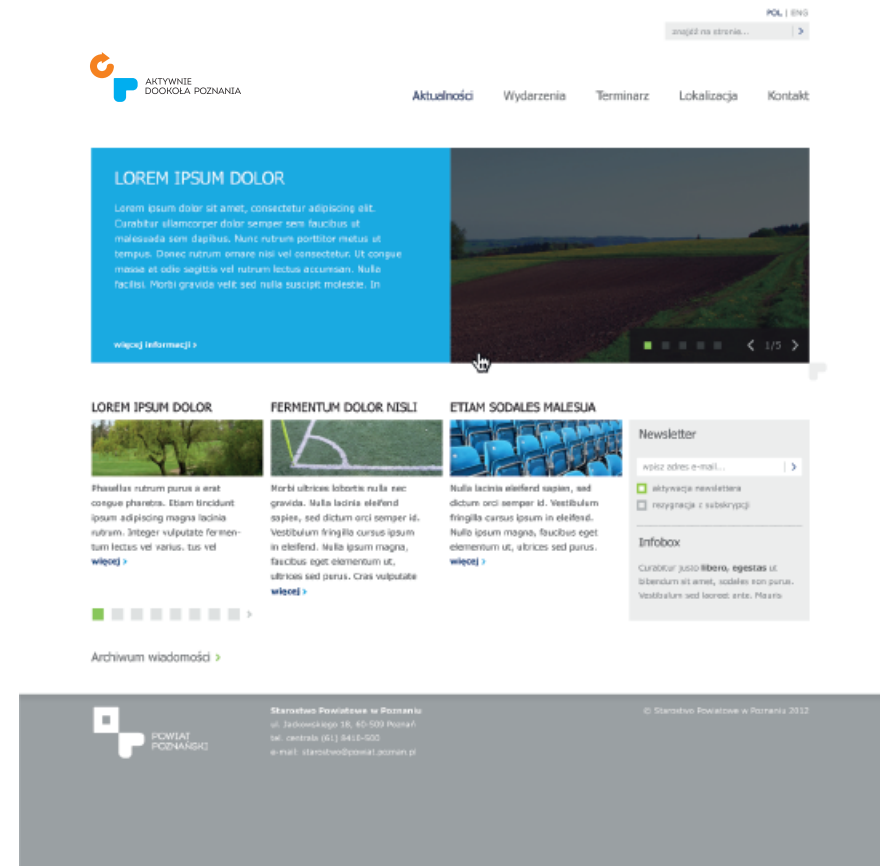 POL | ENG
znajdź na stronie...
AKTYWNIE
DOOKOŁA POZNANIA
Aktualności Wydarzenia Terminarz Lokalizacja Kontakt
LOREM IPSUM DOLOR
Lorem ipsum dolor sit amet, consectetur adipiscing elit.
Curabitur ullamcorper dolor semper sem faucibus ut
malesuada sem dapibus. Nunc rutrum porttitor metus ut
tempus. Donec rutrum ornare nisi vel consectetur. Ut congue
massa at odio sagittis vel rutrum lectus accumsan. Nulla
facilisi. Morbi gravida velit sed nulla suscipit molestie. In
więcej informacji ›
1/5
LOREM IPSUM DOLOR
Phasellus rutrum purus a erat
congue pharetra. Etiam tincidunt
ipsum adipiscing magna lacinia
rutrum. Integer vulputate fermen-
tum lectus vel varius. tus vel
więcej ›
FERMENTUM DOLOR NISLI
Morbi ultrices lobortis nulla nec
gravida. Nulla lacinia eleifend
sapien, sed dictum orci semper id.
Vestibulum fringilla cursus ipsum
in eleifend. Nulla ipsum magna,
faucibus eget elementum ut,
ultrices sed purus. Cras vulputate
więcej ›
ETIAM SODALES MALESUA
Nulla lacinia eleifend sapien, sed
dictum orci semper id. Vestibulum
fringilla cursus ipsum in eleifend.
Nulla ipsum magna, faucibus eget
elementum ut, ultrices sed purus.
więcej ›
Newsletter
wpisz adres e-mail...
aktywacja newslettera
rezygnacja z subskrypcji
Infobox
Curabitur justo libero, egestas ut
bibendum sit amet, sodales non purus.
Vestibulum sed laoreet ante. Mauris
Archiwum wiadomości ›
POWIAT
POZNAŃSKI
Starostwo Powiatowe w Poznaniu
ul. Jackowskiego 18, 60-509 Poznań
tel. centrala (61) 8410-500
e-mail: starostwo@powiat.poznan.pl
© Starostwo Powiatowe w Poznaniu 2012